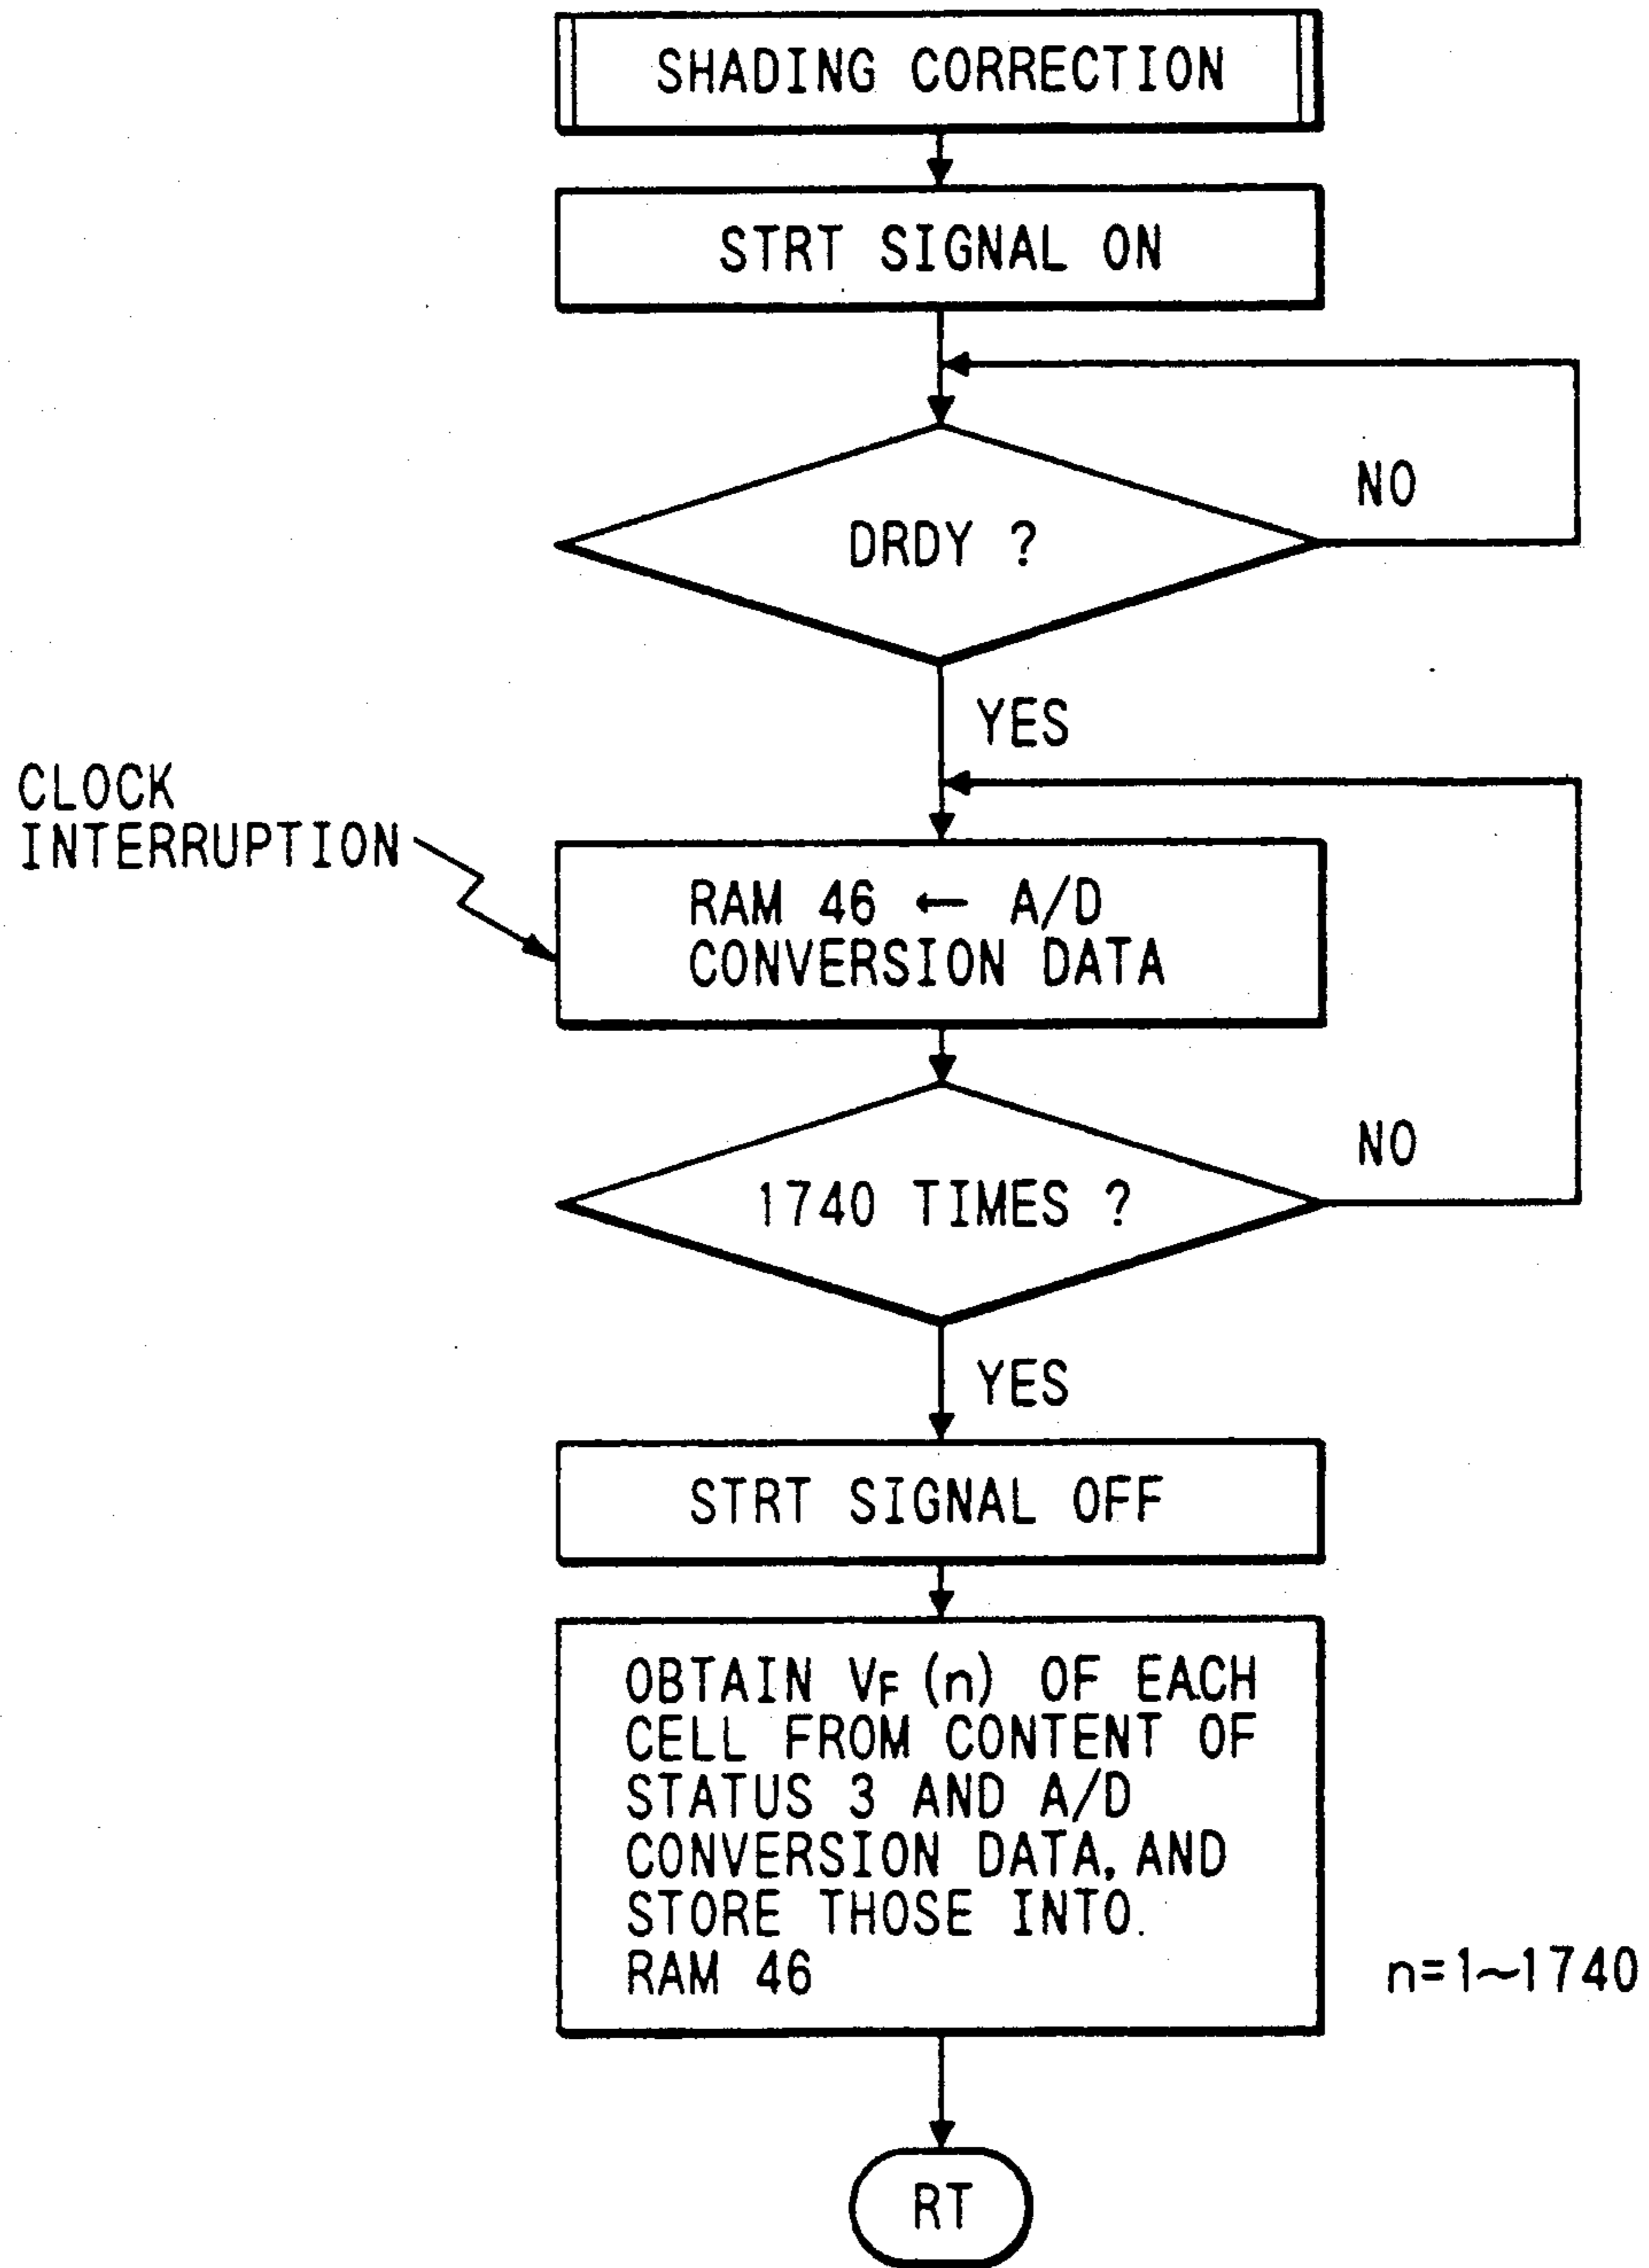 SHADING CORRECTION
STRT SIGNAL ON
NO
DRDY ?
YES
CLOCK
INTERRUPTION
RAM 46 ← A/D
CONVERSION DATA
NO
1740 TIMES ?
YES
STRT SIGNAL OFF
OBTAIN VF (n) OF EACH
CELL FROM CONTENT OF
STATUS 3 AND A/D
CONVERSION DATA, AND
STORE THOSE INTO.
RAM 46
n=1~1740
RT